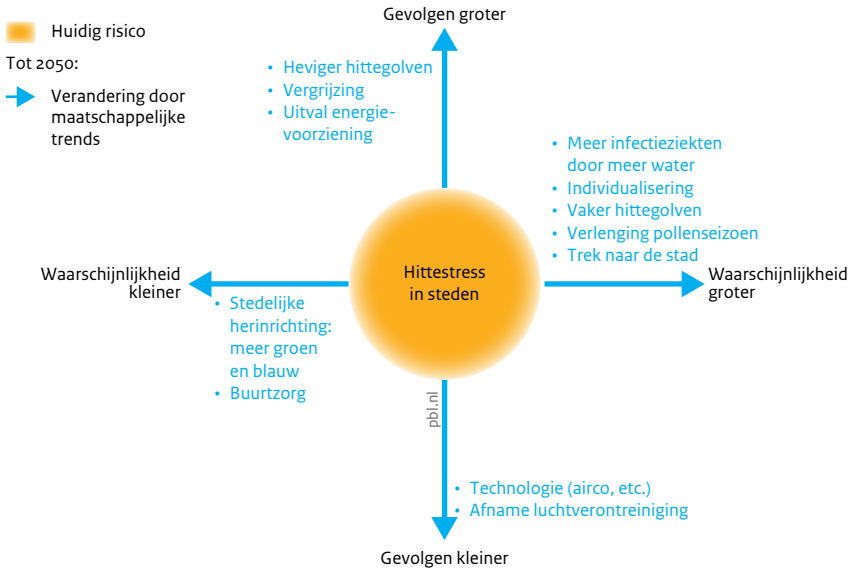 Huidig risico
Tot 2050:
Verandering door
maatschappelijke
trends
Gevolgen groter
• Heviger hittegolven
• Vergrijzing
• Uitval energie-
voorziening
• Meer infectieziekten
door meer water
• Individualisering
• Vaker hittegolven
• Verlenging pollenseizoen
• Trek naar de stad
Waarschijnlijkheid
kleiner
Hittestress
in steden
Waarschijnlijkheid
groter
• Stedelijke
herinrichting:
meer groen
en blauw
• Buurtzorg
pbl.nl
• Technologie (airco, etc.)
• Afname luchtverontreiniging
Gevolgen kleiner